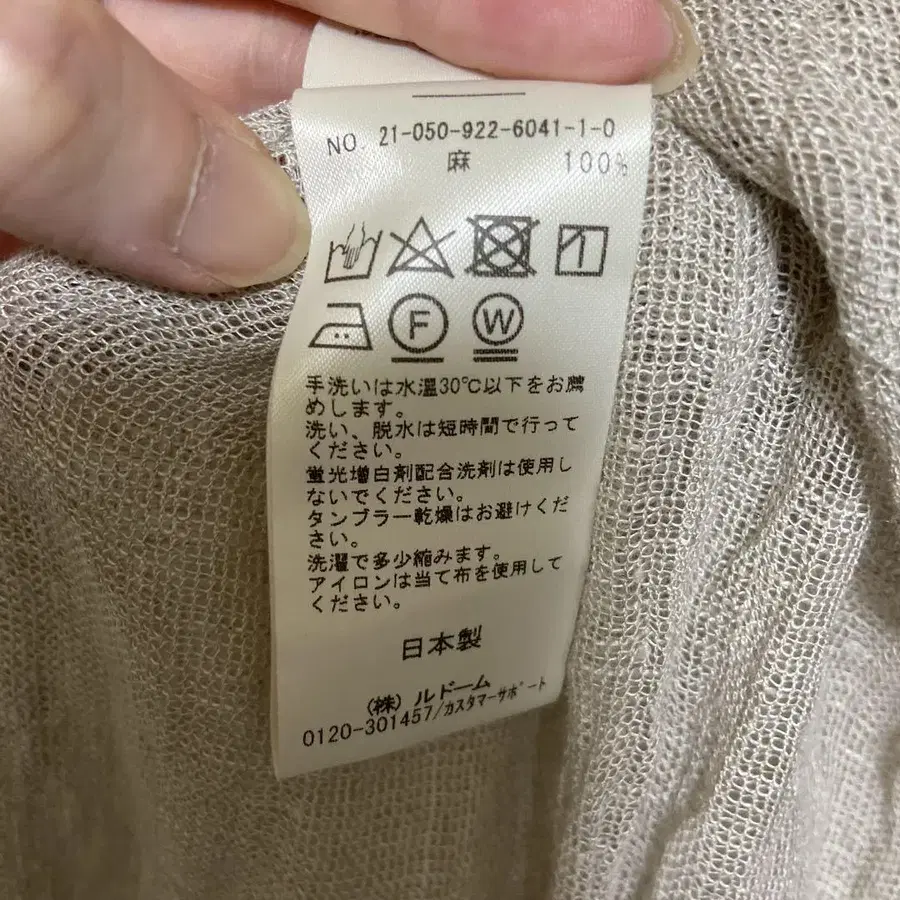 NO. 21-050-922-6041-1-0
麻 100%
F W
手洗いは水温30℃以下をお薦
めします。
洗い、脱水は短時間で行って
ください。
蛍光増白剤配合洗剤は使用し
ないでください。
タンブラー乾燥はお避けくだ
さい。
洗濯で多少縮みます。
アイロンは当て布を使用して
ください。
日本製
(株) ルドーム
0120-301457/カスタマーサポート